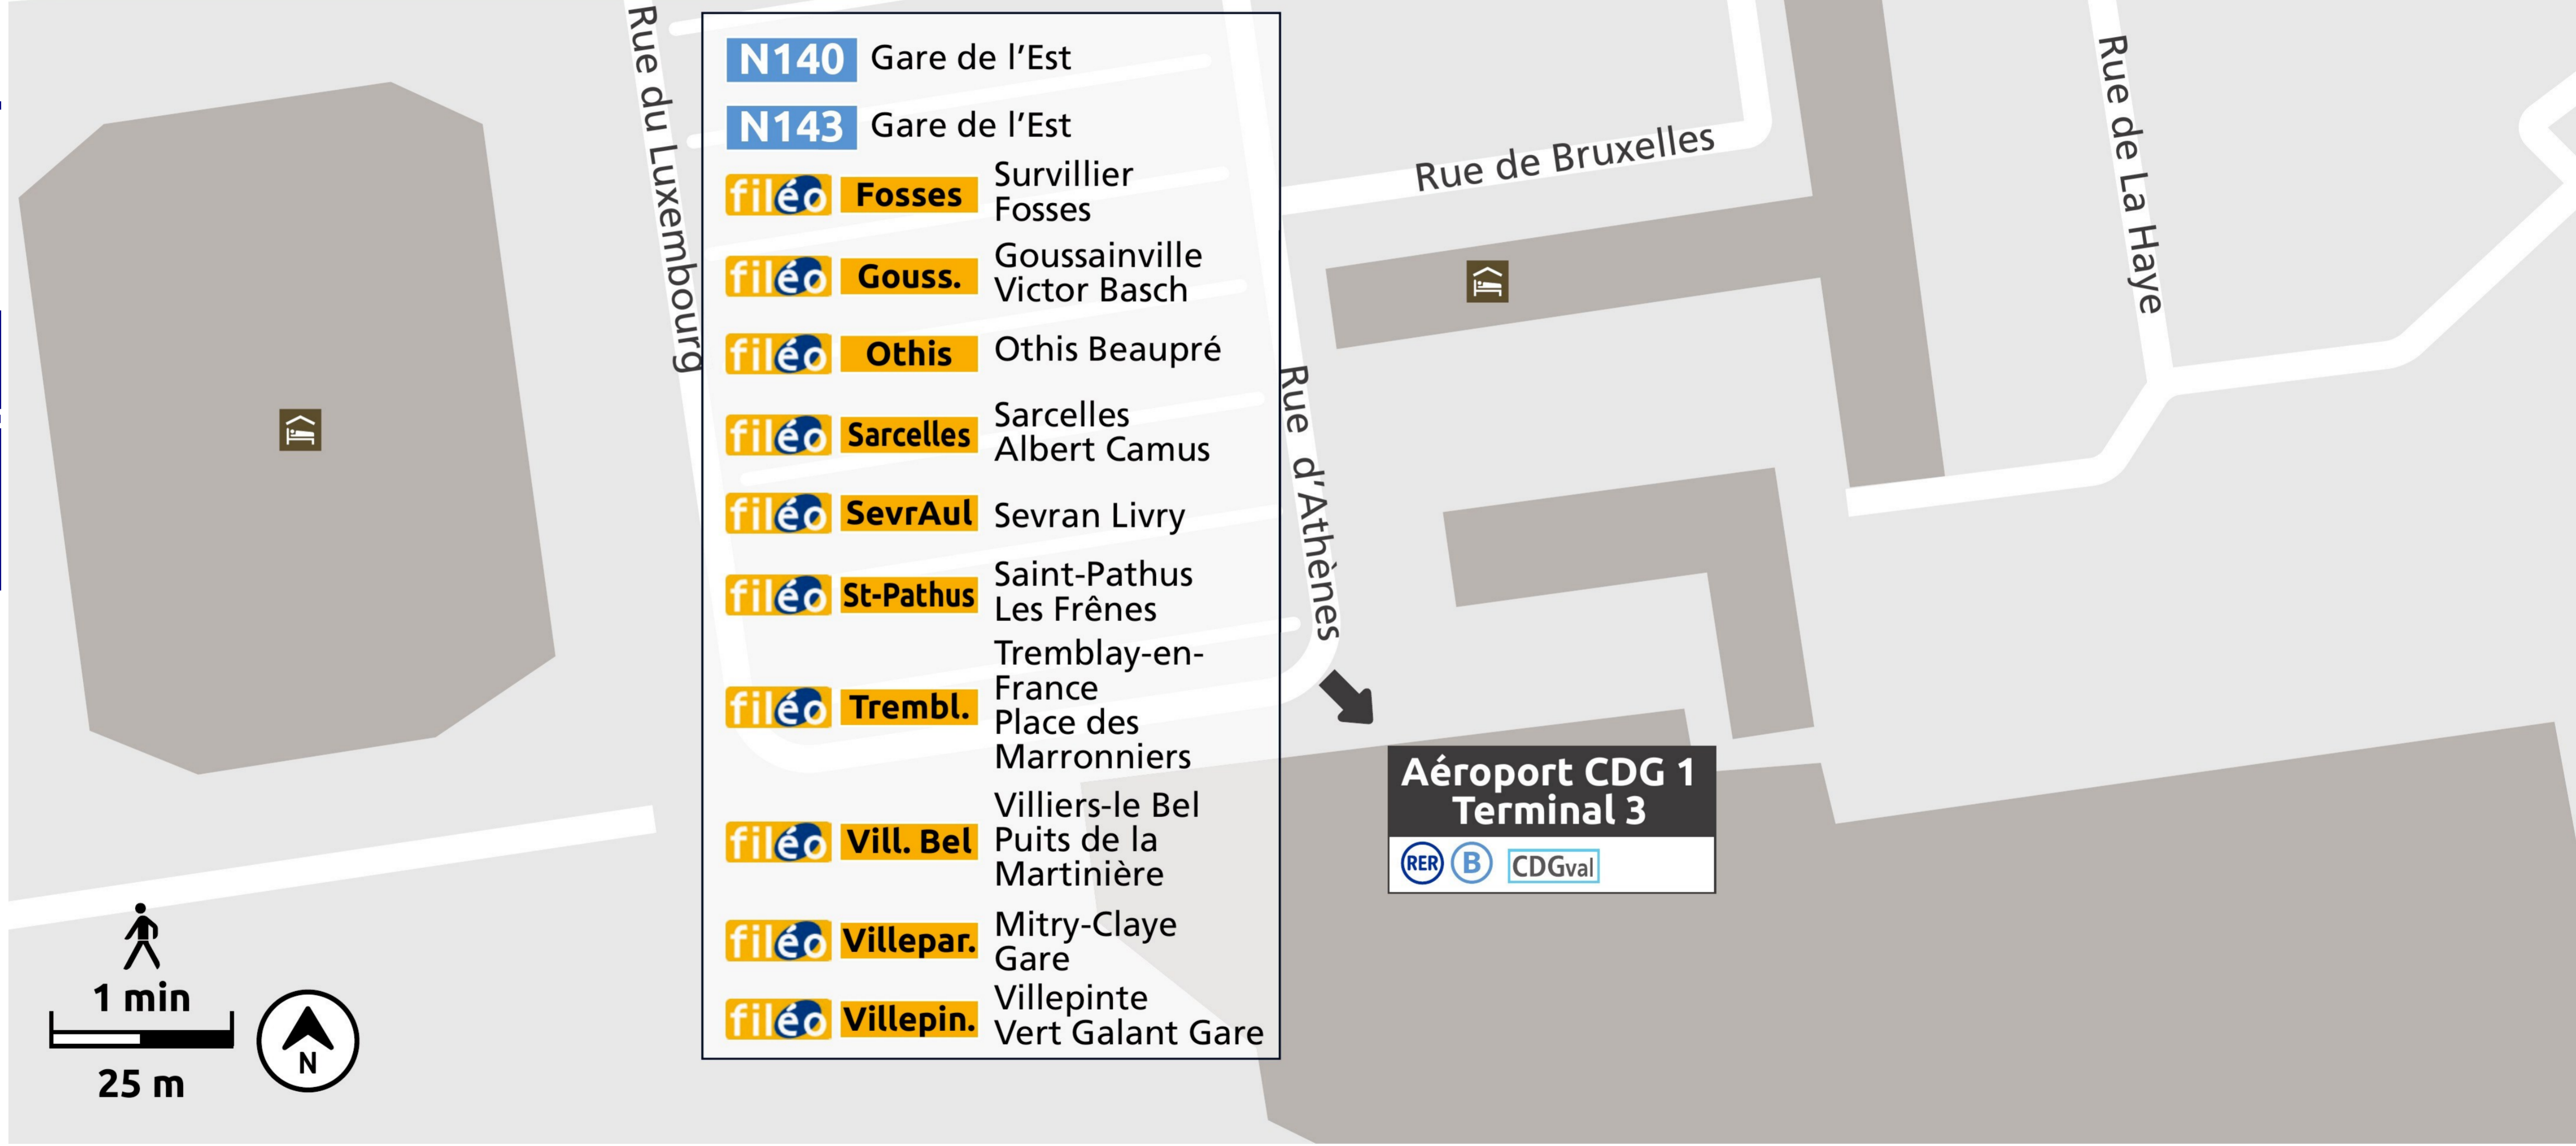 Rue du Luxembourg
N140 Gare de l'Est
N143 Gare de l'Est
filéo Fosses Survillier
Fosses
filéo Gouss. Goussainville
Victor Basch
filéo Othis Othis Beaupré
filéo Sarcelles Sarcelles
Albert Camus
filéo SevrAul Sevran Livry
filéo St-Pathus Saint-Pathus
Les Frênes
filéo Trembl. Tremblay-en-
France
Place des
Marronniers
filéo Vill. Bel Villiers-le Bel
Puits de la
Martinière
filéo Villepar. Mitry-Claye
Gare
filéo Villepin. Villepinte
Vert Galant Gare
Rue de Bruxelles
Rue d'Athènes
Rue de La Haye
Aéroport CDG 1
Terminal 3
RER B CDGval
1 min
25 m
N